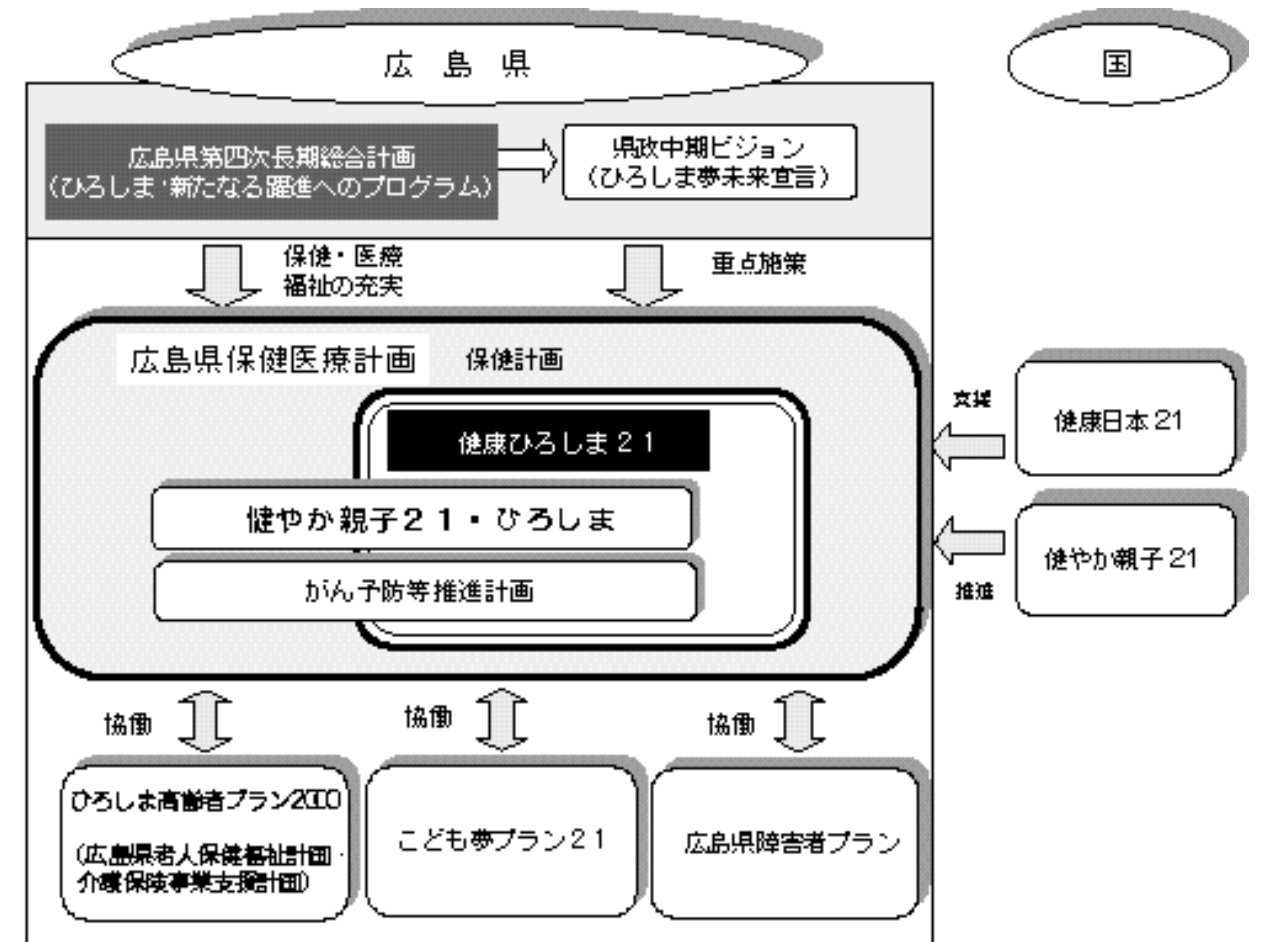 広島県
国
広島県第四次長期総合計画
(ひろしま・新たなる躍進へのプログラム)
県政中期ビジョン
(ひろしま夢未来宣言)
保健・医療
福祉の充実
重点施策
広島県保健医療計画
保健計画
健康ひろしま21
健やか親子21・ひろしま
がん予防等推進計画
支援
健康日本21
健やか親子21
推進
協働
協働
協働
ひろしま高齢者プラン2000
(広島県老人保健福祉計画・
介護保険事業支援計画)
こども夢プラン21
広島県障害者プラン